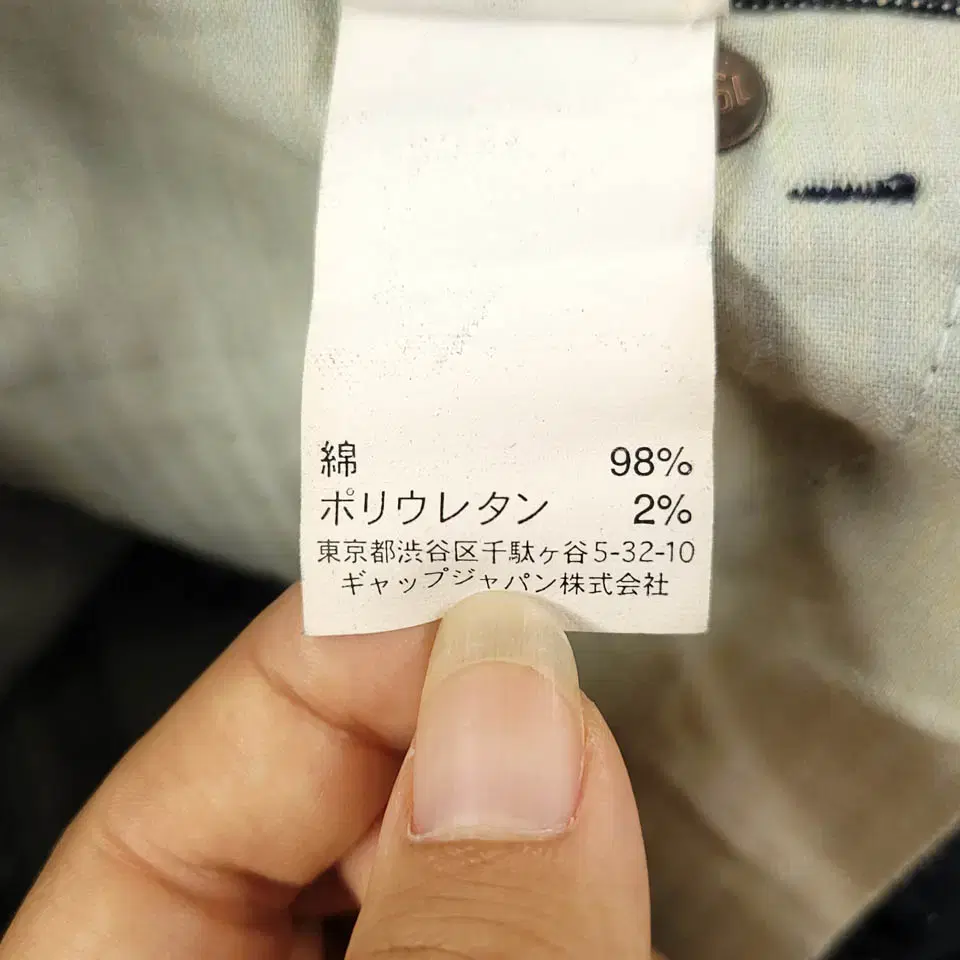 綿 98%
ポリウレタン 2%
東京都渋谷区千駄ヶ谷5-32-10
ギャップジャパン株式会社